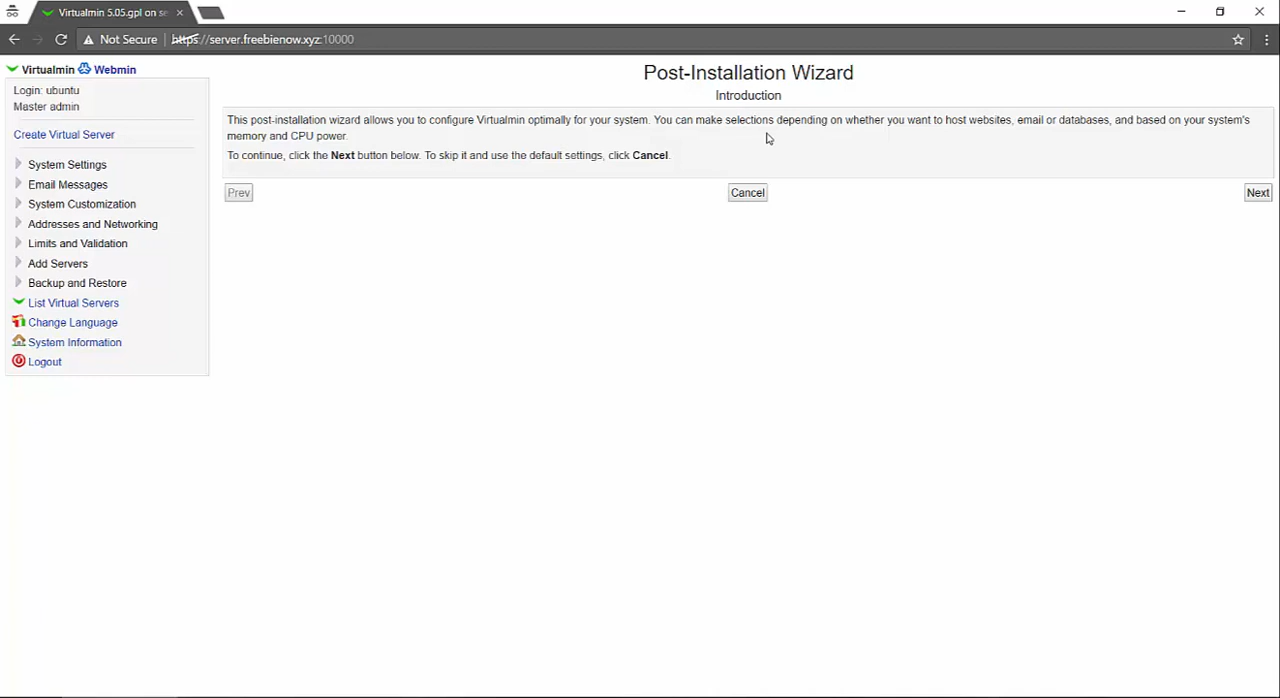 Virtualmin 5.05.gpl on se
Not Secure
https://server.freebienow.xyz:10000
Virtualmin Webmin
Login: ubuntu
Master admin
Create Virtual Server
System Settings
Email Messages
System Customization
Addresses and Networking
Limits and Validation
Add Servers
Backup and Restore
List Virtual Servers
Change Language
System Information
Logout
Post-Installation Wizard
Introduction
This post-installation wizard allows you to configure Virtualmin optimally for your system. You can make selections depending on whether you want to host websites, email or databases, and based on your system's
memory and CPU power.
To continue, click the Next button below. To skip it and use the default settings, click Cancel.
Prev
Cancel
Next